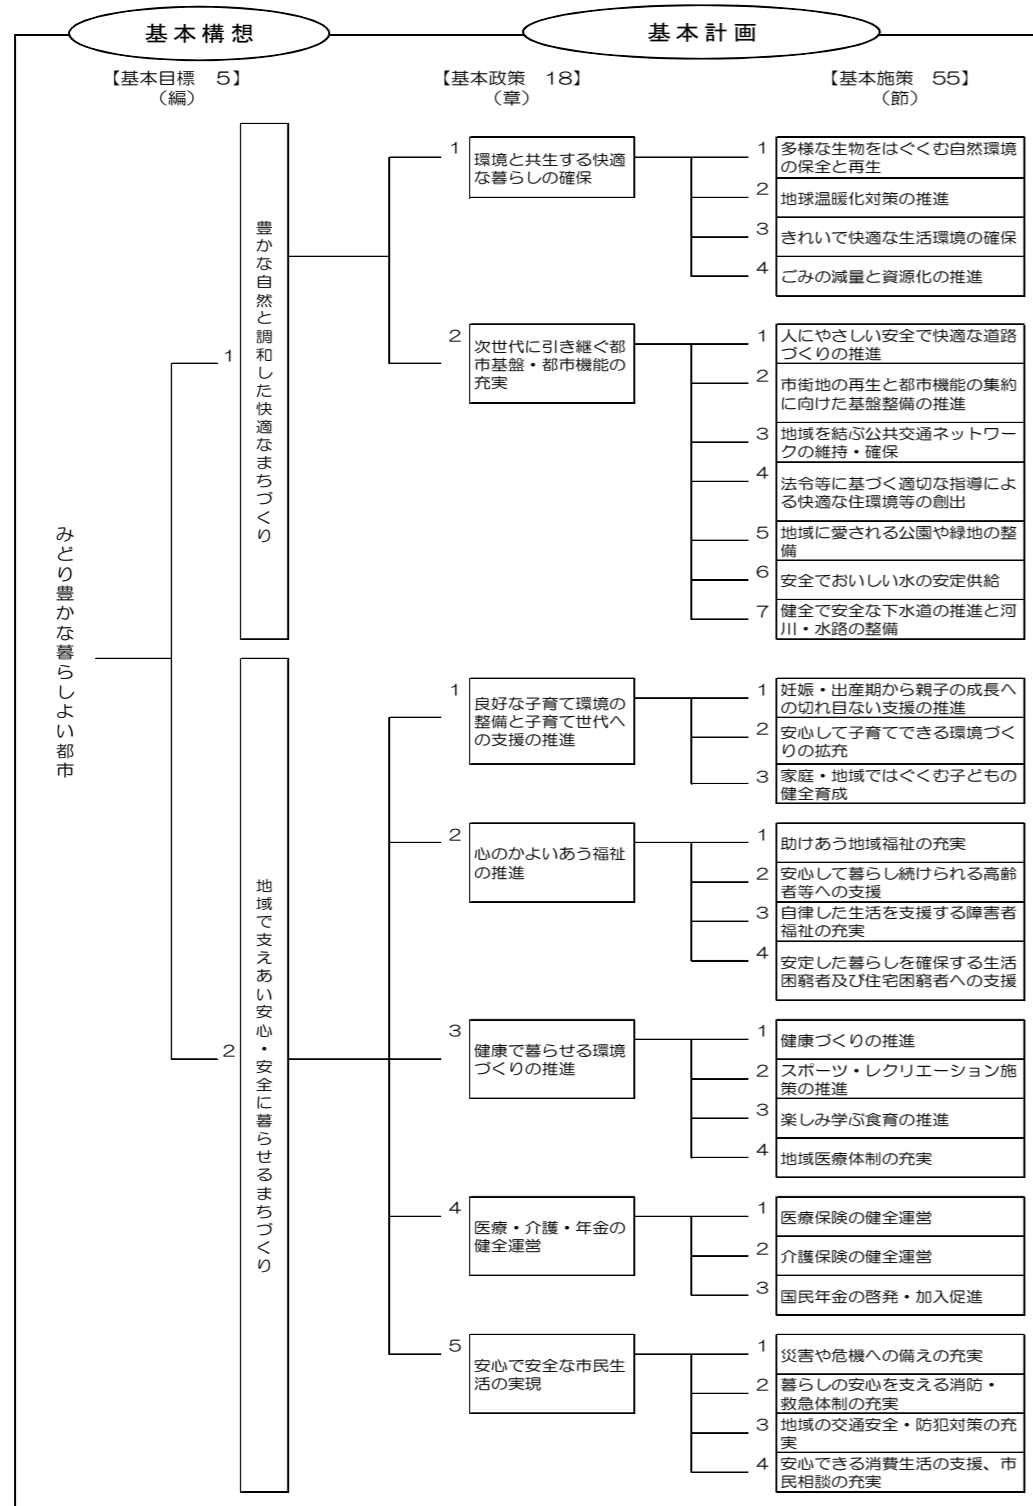 基本構想
基本計画
【基本目標　5】
（編）
【基本政策　18】
（章）
【基本施策　55】
（節）
みどり豊かな暮らしよい都市
1
豊かな自然と調和した快適なまちづくり
1
環境と共生する快適
な暮らしの確保
1
多様な生物をはぐくむ自然環境
の保全と再生
2
地球温暖化対策の推進
3
きれいで快適な生活環境の確保
4
ごみの減量と資源化の推進
2
次世代に引き継ぐ都
市基盤・都市機能の
充実
1
人にやさしい安全で快適な道路
づくりの推進
2
市街地の再生と都市機能の集約
に向けた基盤整備の推進
3
地域を結ぶ公共交通ネットワー
クの維持・確保
4
法令等に基づく適切な指導によ
る快適な住環境等の創出
5
地域に愛される公園や緑地の整
備
6
安全でおいしい水の安定供給
7
健全で安全な下水道の推進と河
川・水路の整備
2
地域で支えあい安心・安全に暮らせるまちづくり
1
良好な子育て環境の
整備と子育て世代へ
の支援の推進
1
妊娠・出産期から親子の成長へ
の切れ目ない支援の推進
2
安心して子育てできる環境づく
りの拡充
3
家庭・地域ではぐくむ子どもの
健全育成
2
心のかよいあう福祉
の推進
1
助けあう地域福祉の充実
2
安心して暮らし続けられる高齢
者等への支援
3
自律した生活を支援する障害者
福祉の充実
4
安定した暮らしを確保する生活
困窮者及び住宅困窮者への支援
3
健康で暮らせる環境
づくりの推進
1
健康づくりの推進
2
スポーツ・レクリエーション施
策の推進
3
楽しみ学ぶ食育の推進
4
地域医療体制の充実
4
医療・介護・年金の
健全運営
1
医療保険の健全運営
2
介護保険の健全運営
3
国民年金の啓発・加入促進
5
安心で安全な市民生
活の実現
1
災害や危機への備えの充実
2
暮らしの安心を支える消防・
救急体制の充実
3
地域の交通安全・防犯対策の充
実
4
安心できる消費生活の支援、市
民相談の充実